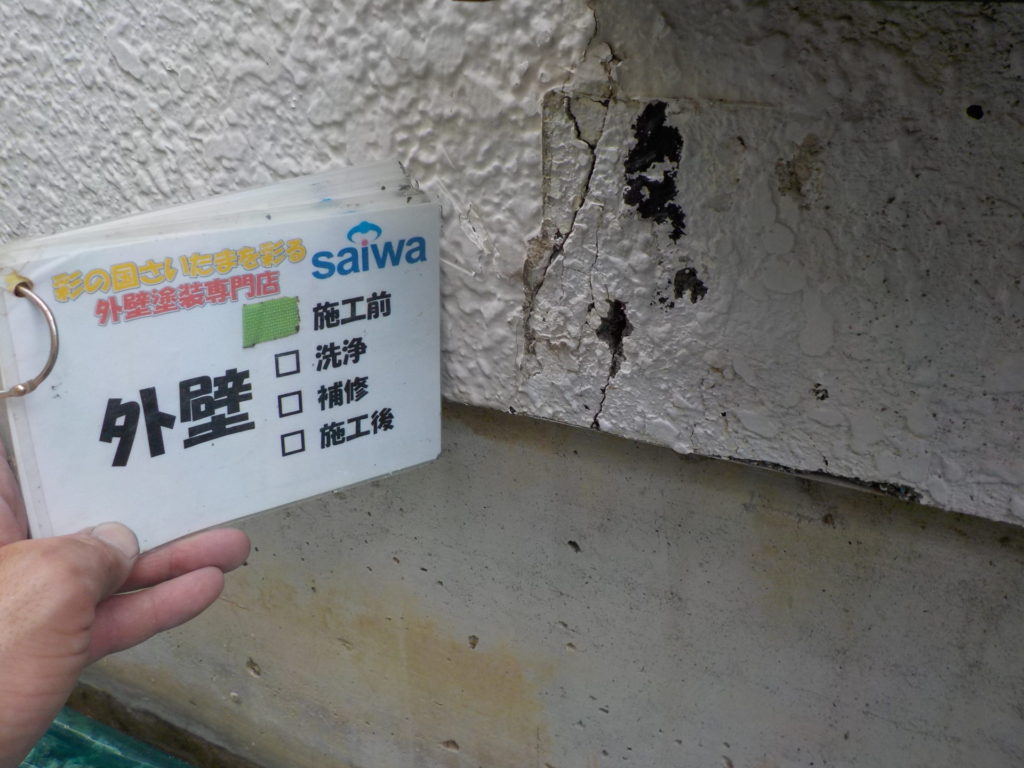 彩の国さいたまを彩る
外壁塗装専門店
saiwa
外壁
施工前
洗浄
補修
施工後